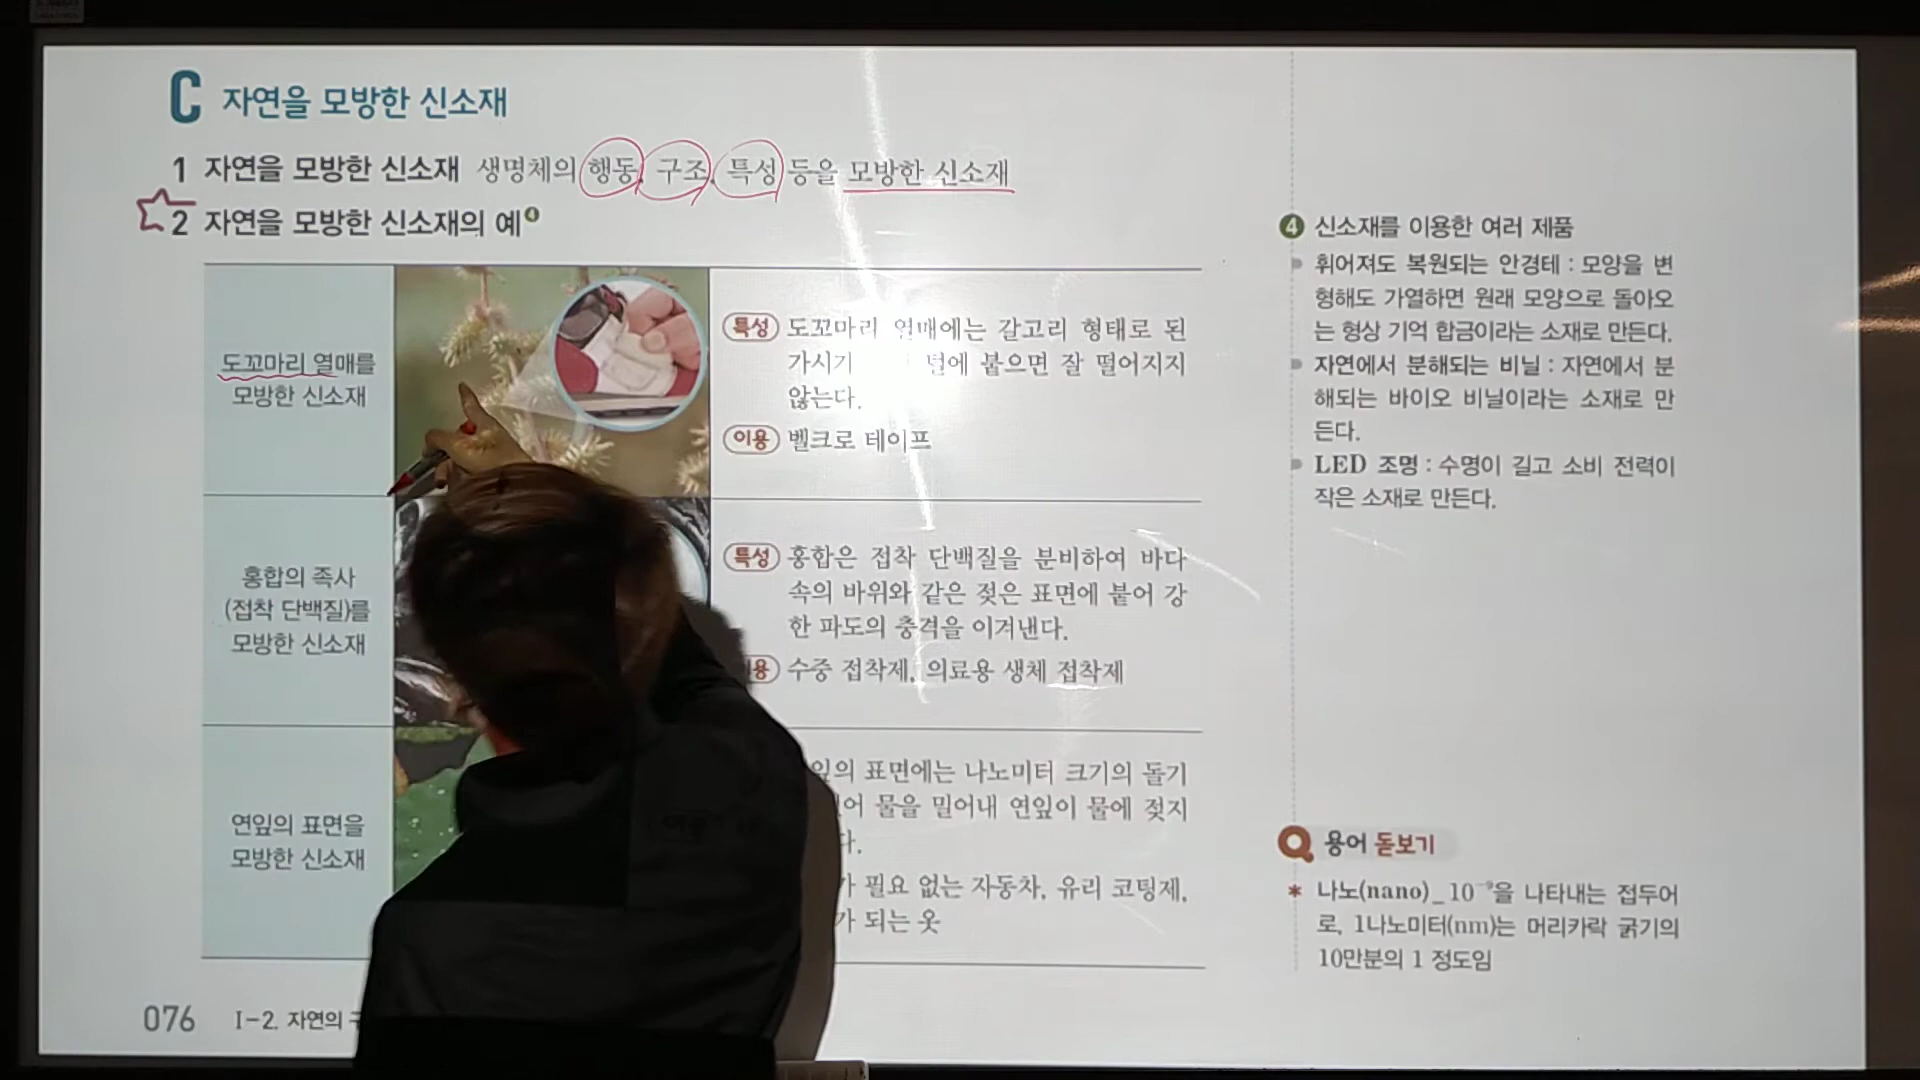 C 자연을 모방한 신소재
1 자연을 모방한 신소재 생명체의 행동, 구조, 특성 등을 모방한 신소재
2 자연을 모방한 신소재의 예 4
도꼬마리 열매를
모방한 신소재
특성 도꼬마리 열매에는 갈고리 형태로 된
가시가 털에 붙으면 잘 떨어지지
않는다.
이용 벨크로 테이프
홍합의 족사
(접착 단백질)를
모방한 신소재
특성 홍합은 접착 단백질을 분비하여 바다
속의 바위와 같은 젖은 표면에 붙어 강
한 파도의 충격을 이겨낸다.
이용 수중 접착제, 의료용 생체 접착제
연잎의 표면을
모방한 신소재
잎의 표면에는 나노미터 크기의 돌기
어 물을 밀어내 연잎이 물에 젖지
다.
가 필요 없는 자동차, 유리 코팅제,
가 되는 옷
4 신소재를 이용한 여러 제품
휘어져도 복원되는 안경테 : 모양을 변
형해도 가열하면 원래 모양으로 돌아오
는 형상 기억 합금이라는 소재로 만든다.
자연에서 분해되는 비닐 : 자연에서 분
해되는 바이오 비닐이라는 소재로 만
든다.
LED 조명 : 수명이 길고 소비 전력이
작은 소재로 만든다.
용어 돋보기
* 나노(nano)_10⁻⁹을 나타내는 접두어
로, 1나노미터(nm)는 머리카락 굵기의
10만분의 1 정도임
076 I-2. 자연의